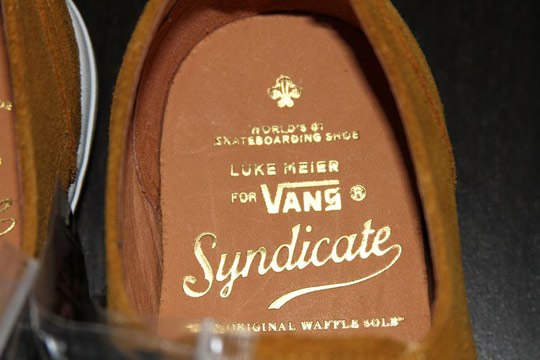 WORLD'S #1
SKATEBOARDING SHOE
LUKE MEIER
FOR VANS ®
Syndicate
ORIGINAL WAFFLE SOLE